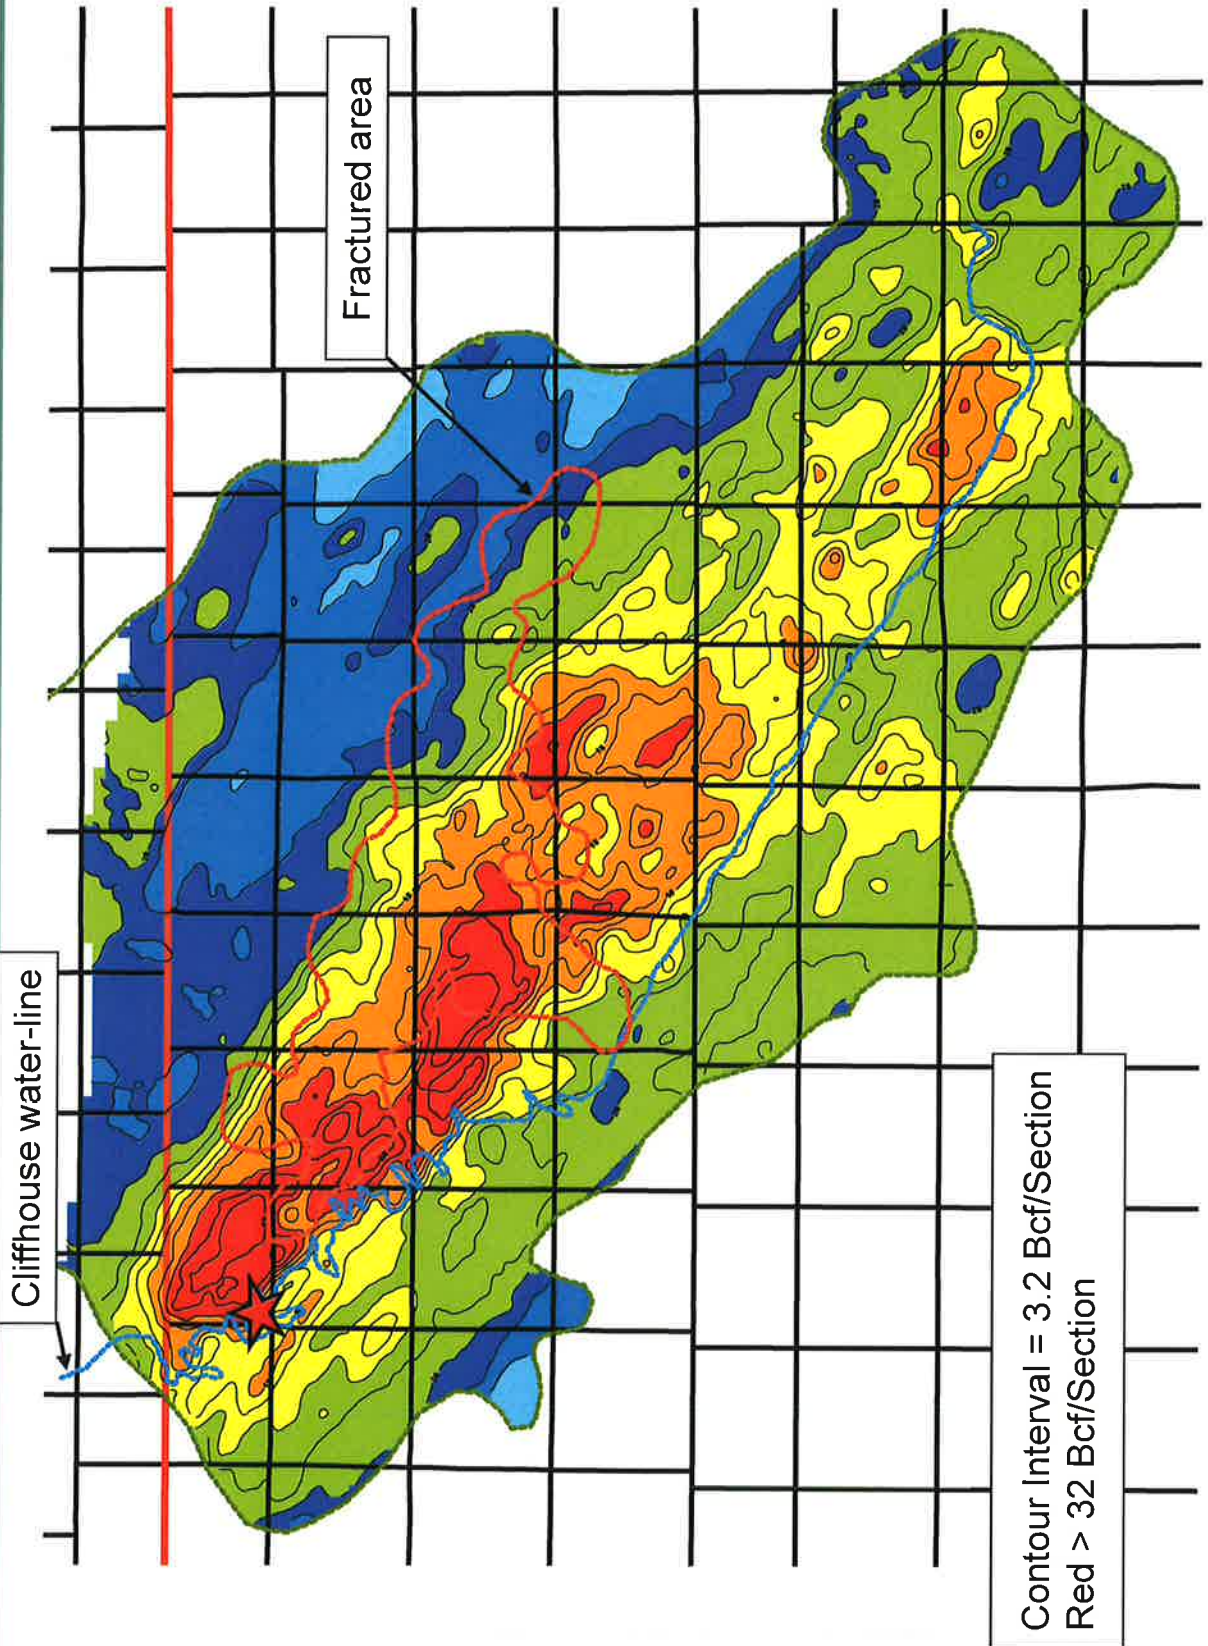 Cliffhouse water-line
Fractured area
Contour Interval = 3.2 Bcf/Section
Red > 32 Bcf/Section